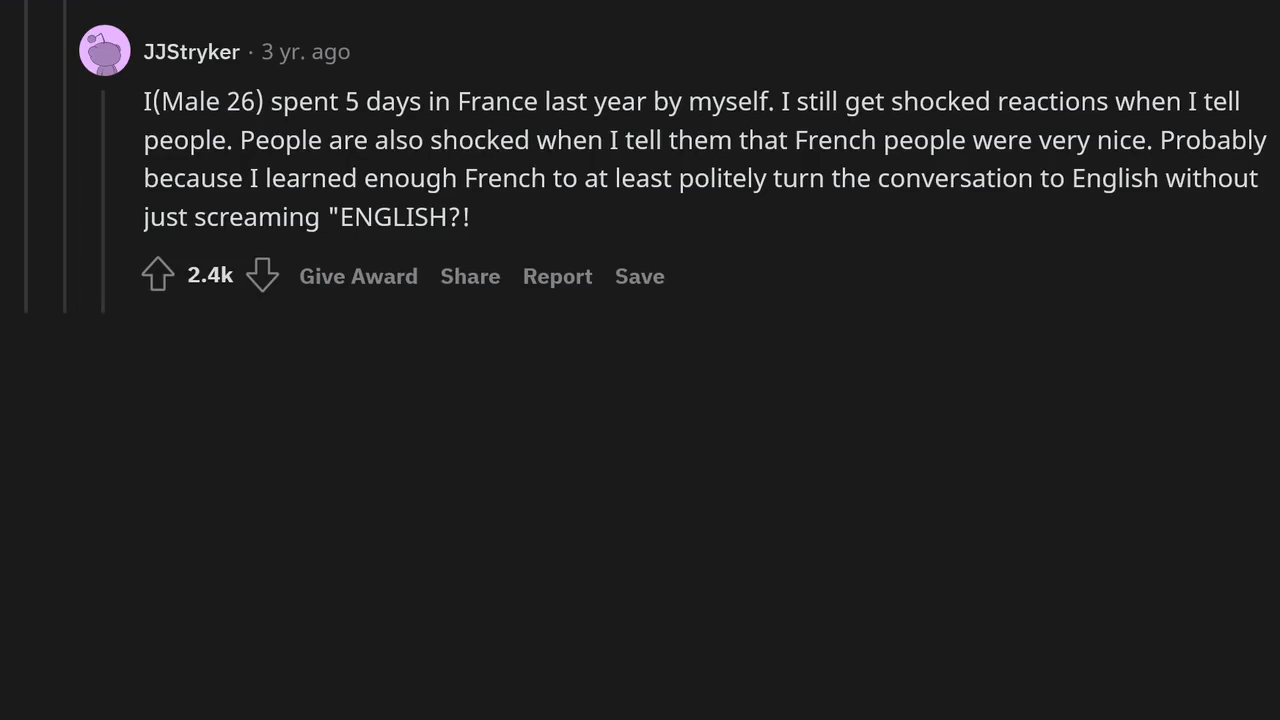 JJStryker · 3 yr. ago
I(Male 26) spent 5 days in France last year by myself. I still get shocked reactions when I tell
people. People are also shocked when I tell them that French people were very nice. Probably
because I learned enough French to at least politely turn the conversation to English without
just screaming "ENGLISH?!
2.4k Give Award Share Report Save